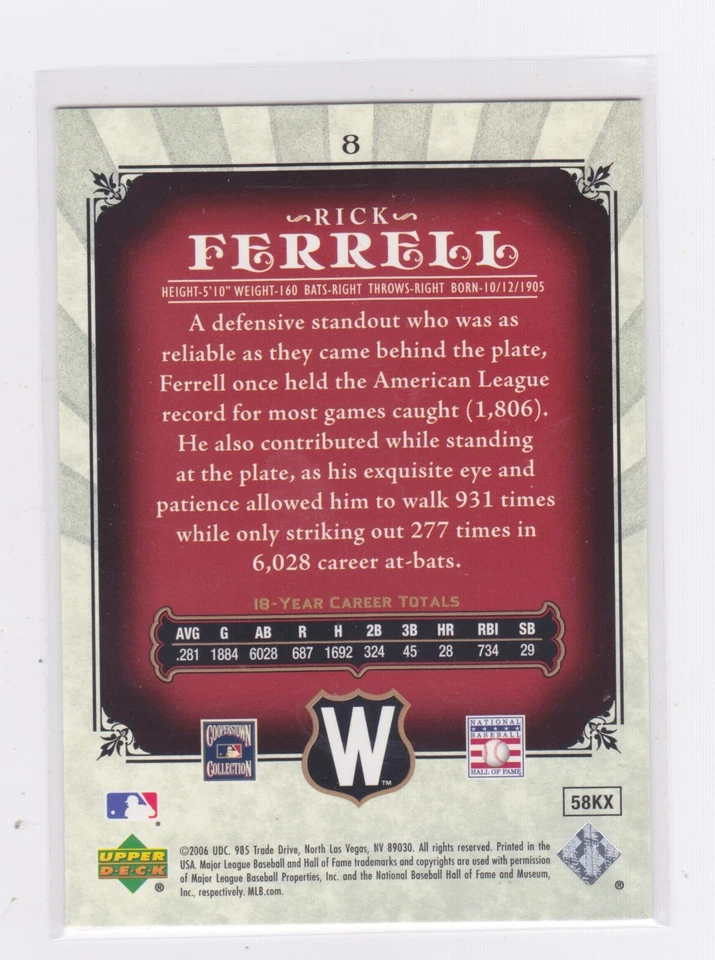 8
RICK
FERRELL
HEIGHT-5'10" WEIGHT-160 BATS-RIGHT THROWS-RIGHT BORN-10/12/1905
A defensive standout who was as
reliable as they came behind the plate,
Ferrell once held the American League
record for most games caught (1,806).
He also contributed while standing
at the plate, as his exquisite eye and
patience allowed him to walk 931 times
while only striking out 277 times in
6,028 career at-bats.
18-YEAR CAREER TOTALS
AVG G AB R H 2B 3B HR RBI SB
.281 1884 6028 687 1692 324 45 28 734 29
COOPERSTOWN
COLLECTION
W
TM
NATIONAL
BASEBALL
HALL OF FAME
58KX
UPPER
DECK
®
©2006 UDC. 985 Trade Drive, North Las Vegas, NV 89030. All rights reserved. Printed in the
USA. Major League Baseball and Hall of Fame trademarks and copyrights are used with permission
of Major League Baseball Properties, Inc. and the National Baseball Hall of Fame and Museum,
Inc., respectively. MLB.com.
®